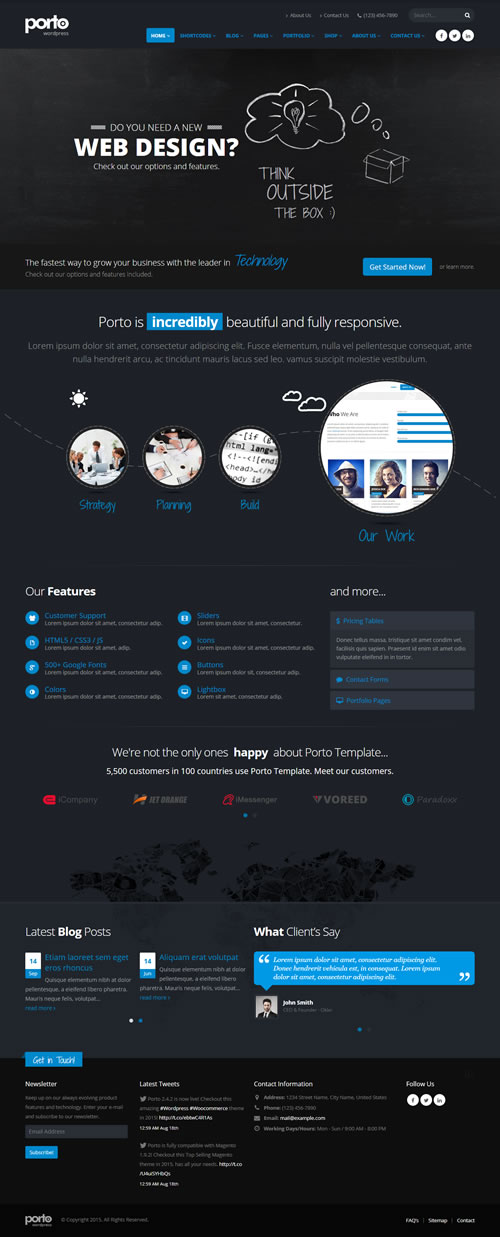 porto
wordpress
About Us
Contact Us
(123) 456-7890
Search...
HOME
SHORTCODES
BLOG
PAGES
PORTFOLIO
SHOP
ABOUT US
CONTACT US
DO YOU NEED A NEW
WEB DESIGN?
Check out our options and features.
THINK
OUTSIDE
THE BOX :)
The fastest way to grow your business with the leader in Technology
Check out our options and features included.
Get Started Now!
or learn more.
Porto is incredibly beautiful and fully responsive.
Lorem ipsum dolor sit amet, consectetur adipiscing elit. Fusce elementum, nulla vel pellentesque consequat, ante
nulla hendrerit arcu, ac tincidunt mauris lacus sed leo. vamus suscipit molestie vestibulum.
Who We Are
Strategy
Planning
Build
Our Work
Our Features
Customer Support
Lorem ipsum dolor sit amet, consectetur adip.
HTML5 / CSS3 / JS
Lorem ipsum dolor sit amet, adip.
500+ Google Fonts
Lorem ipsum dolor sit amet, consectetur adip.
Colors
Lorem ipsum dolor sit amet, consectetur adip.
Sliders
Lorem ipsum dolor sit amet, consectetur.
Icons
Lorem ipsum dolor sit amet, consectetur adip.
Buttons
Lorem ipsum dolor sit, consectetur adip.
Lightbox
Lorem sit amet, consectetur adip.
and more...
Pricing Tables
Donec tellus massa, tristique sit amet condim vel,
facilisis quis sapien. Praesent id enim sit amet odio
vulputate eleifend in in tortor.
Contact Forms
Portfolio Pages
We're not the only ones happy about Porto Template...
5,500 customers in 100 countries use Porto Template. Meet our customers.
iCompany
JET ORANGE
iMessenger
VOREED
Paradoxor
Latest Blog Posts
14
Sep
Etiam laoreet sem eget
eros rhoncus
Quisque elementum nibh at dolor
pellentesque, a eleifend libero pharetra.
Mauris neque felis, volutpat...
read more
14
Jun
Aliquam erat volutpat
Quisque elementum nibh at dolor
pellentesque, a eleifend libero pharetra.
Mauris neque felis, volutpat...
read more
What Client's Say
Lorem ipsum dolor sit amet, consectetur adipiscing elit.
Donec hendrerit vehicula est, in consequat. Lorem ipsum
dolor sit amet, consectetur adipiscing elit.
John Smith
CEO & Founder - Okler
Get in Touch!
Newsletter
Keep up on our always evolving product
features and technology. Enter your e-mail
and subscribe to our newsletter.
Email Address
Subscribe!
Latest Tweets
Porto 2.4.2 is now live! Checkout this
amazing #Wordpress #Woocommerce theme
in 2015!
12:59 AM Aug 18th
Porto is fully compatible with Magento
1.9.2! Checkout this Top Selling Magento
theme in 2015. has all your needs.
12:59 AM Aug 18th
Contact Information
Address: 1234 Street Name, City Name, United States
Phone: (123) 456-7890
Email: mail@example.com
Working Days/Hours: Mon - Sun / 9:00 AM - 8:00 PM
Follow Us
porto
wordpress
© Copyright 2015. All Rights Reserved.
FAQ's
Sitemap
Contact